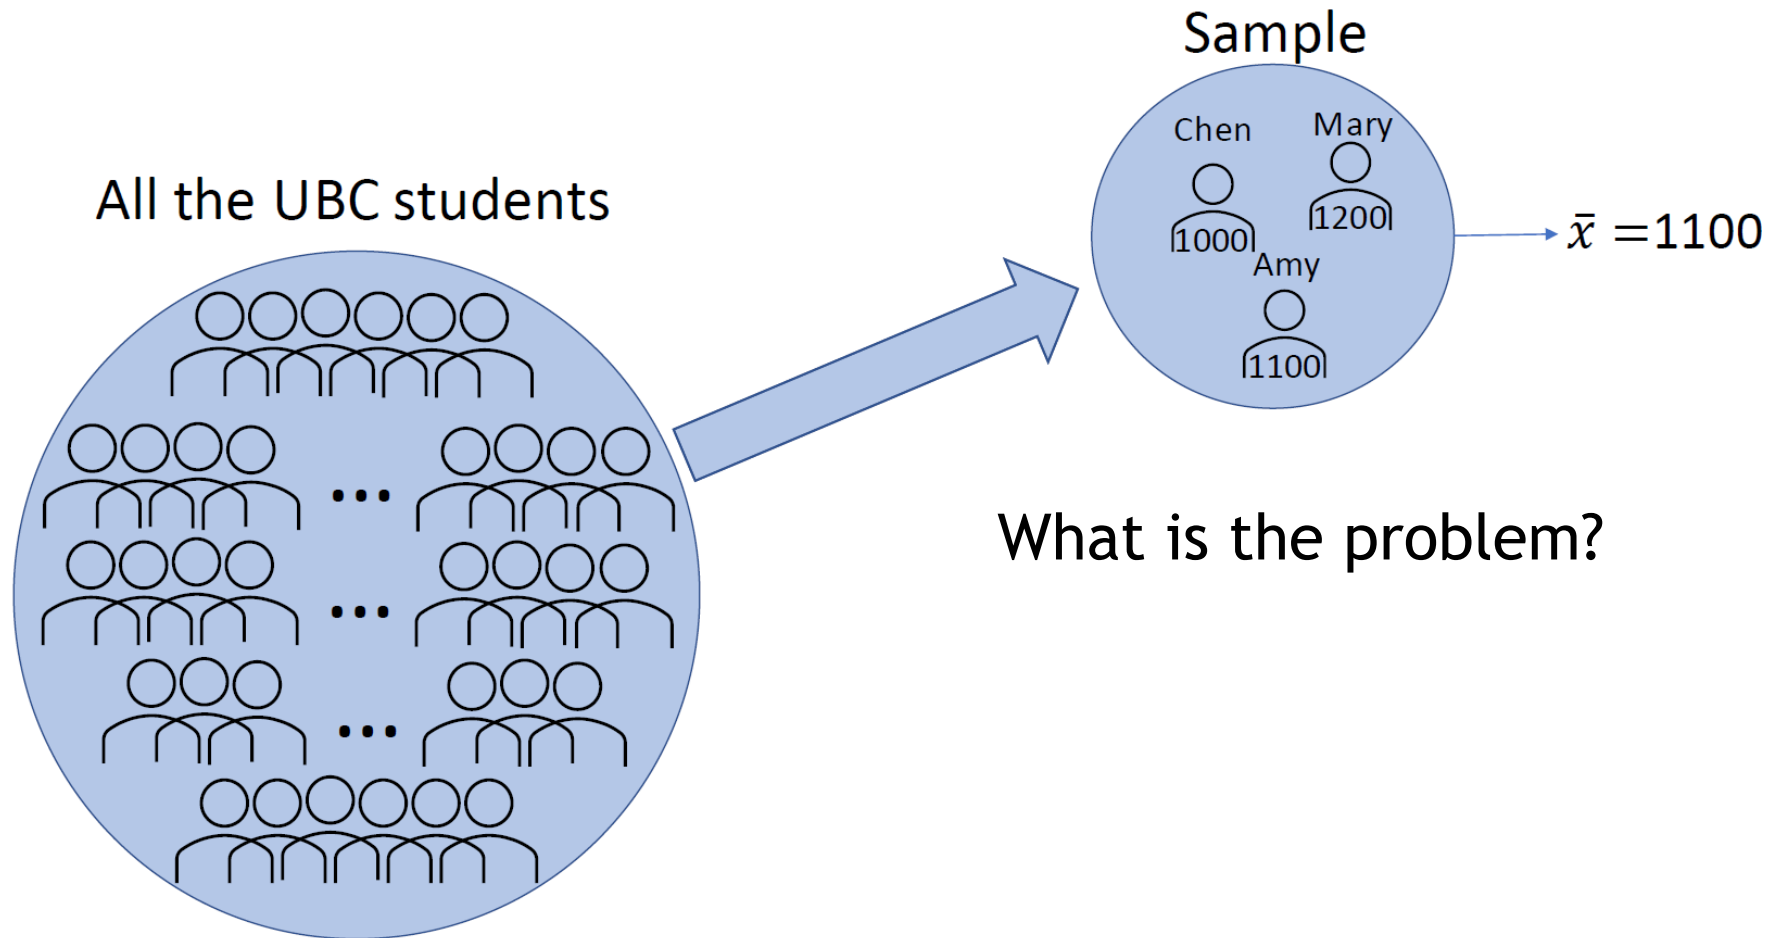 All the UBC students
Sample
Chen
Mary
1000
1200
Amy
1100
x̄ =1100
What is the problem?